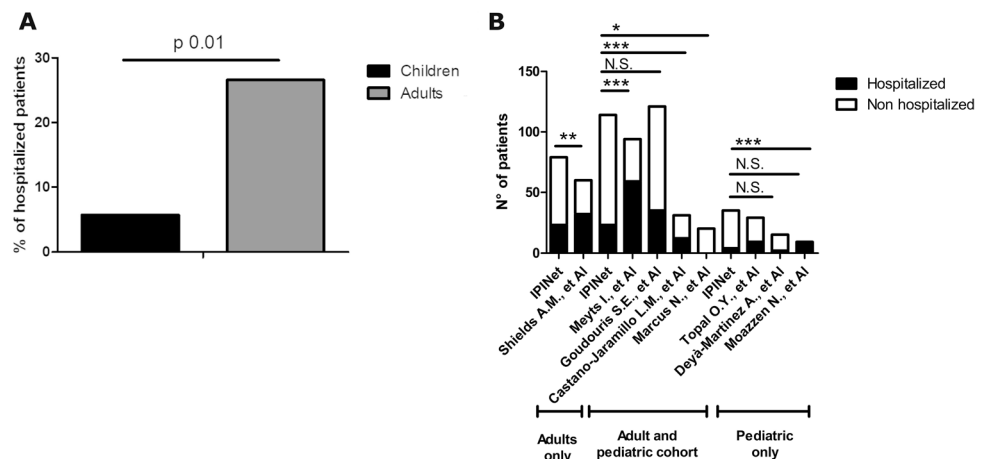 A
p 0.01
30
20
10
0
% of hospitalized patients
Children
Adults
B
*
***
N.S.
***
**
***
N.S.
N.S.
150
100
50
0
N° of patients
Hospitalized
Non hospitalized
IPINet
Shields A.M., et Al
IPINet
Meyts I., et Al
Goudouris S.E., et Al
Castano-Jaramillo L.M., et Al
Marcus N., et Al
IPINet
Topal O.Y., et Al
Deyà-Martinez A., et Al
Moazzen N., et Al
Adults
only
Adult and
pediatric cohort
Pediatric
only